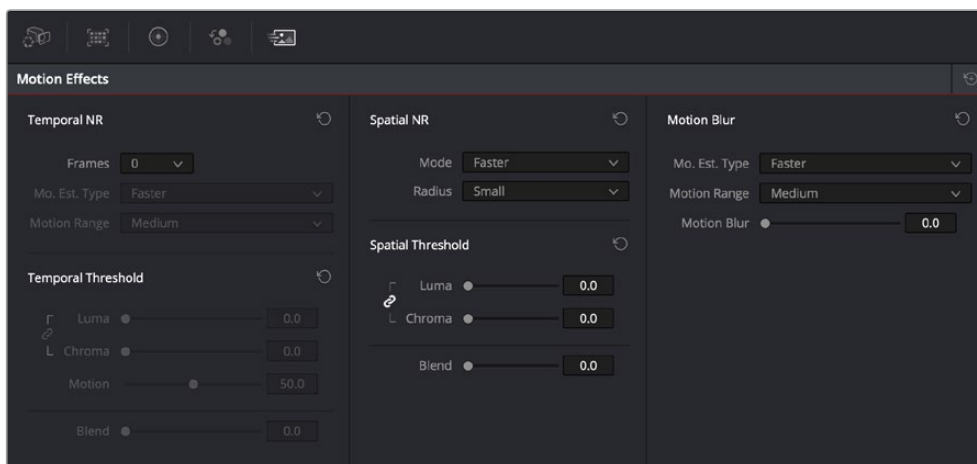 Motion Effects
Temporal NR
Frames 0
Mo. Est. Type Faster
Motion Range Medium
Temporal Threshold
Luma 0.0
Chroma 0.0
Motion 50.0
Blend 0.0
Spatial NR
Mode Faster
Radius Small
Spatial Threshold
Luma 0.0
Chroma 0.0
Blend 0.0
Motion Blur
Mo. Est. Type Faster
Motion Range Medium
Motion Blur 0.0